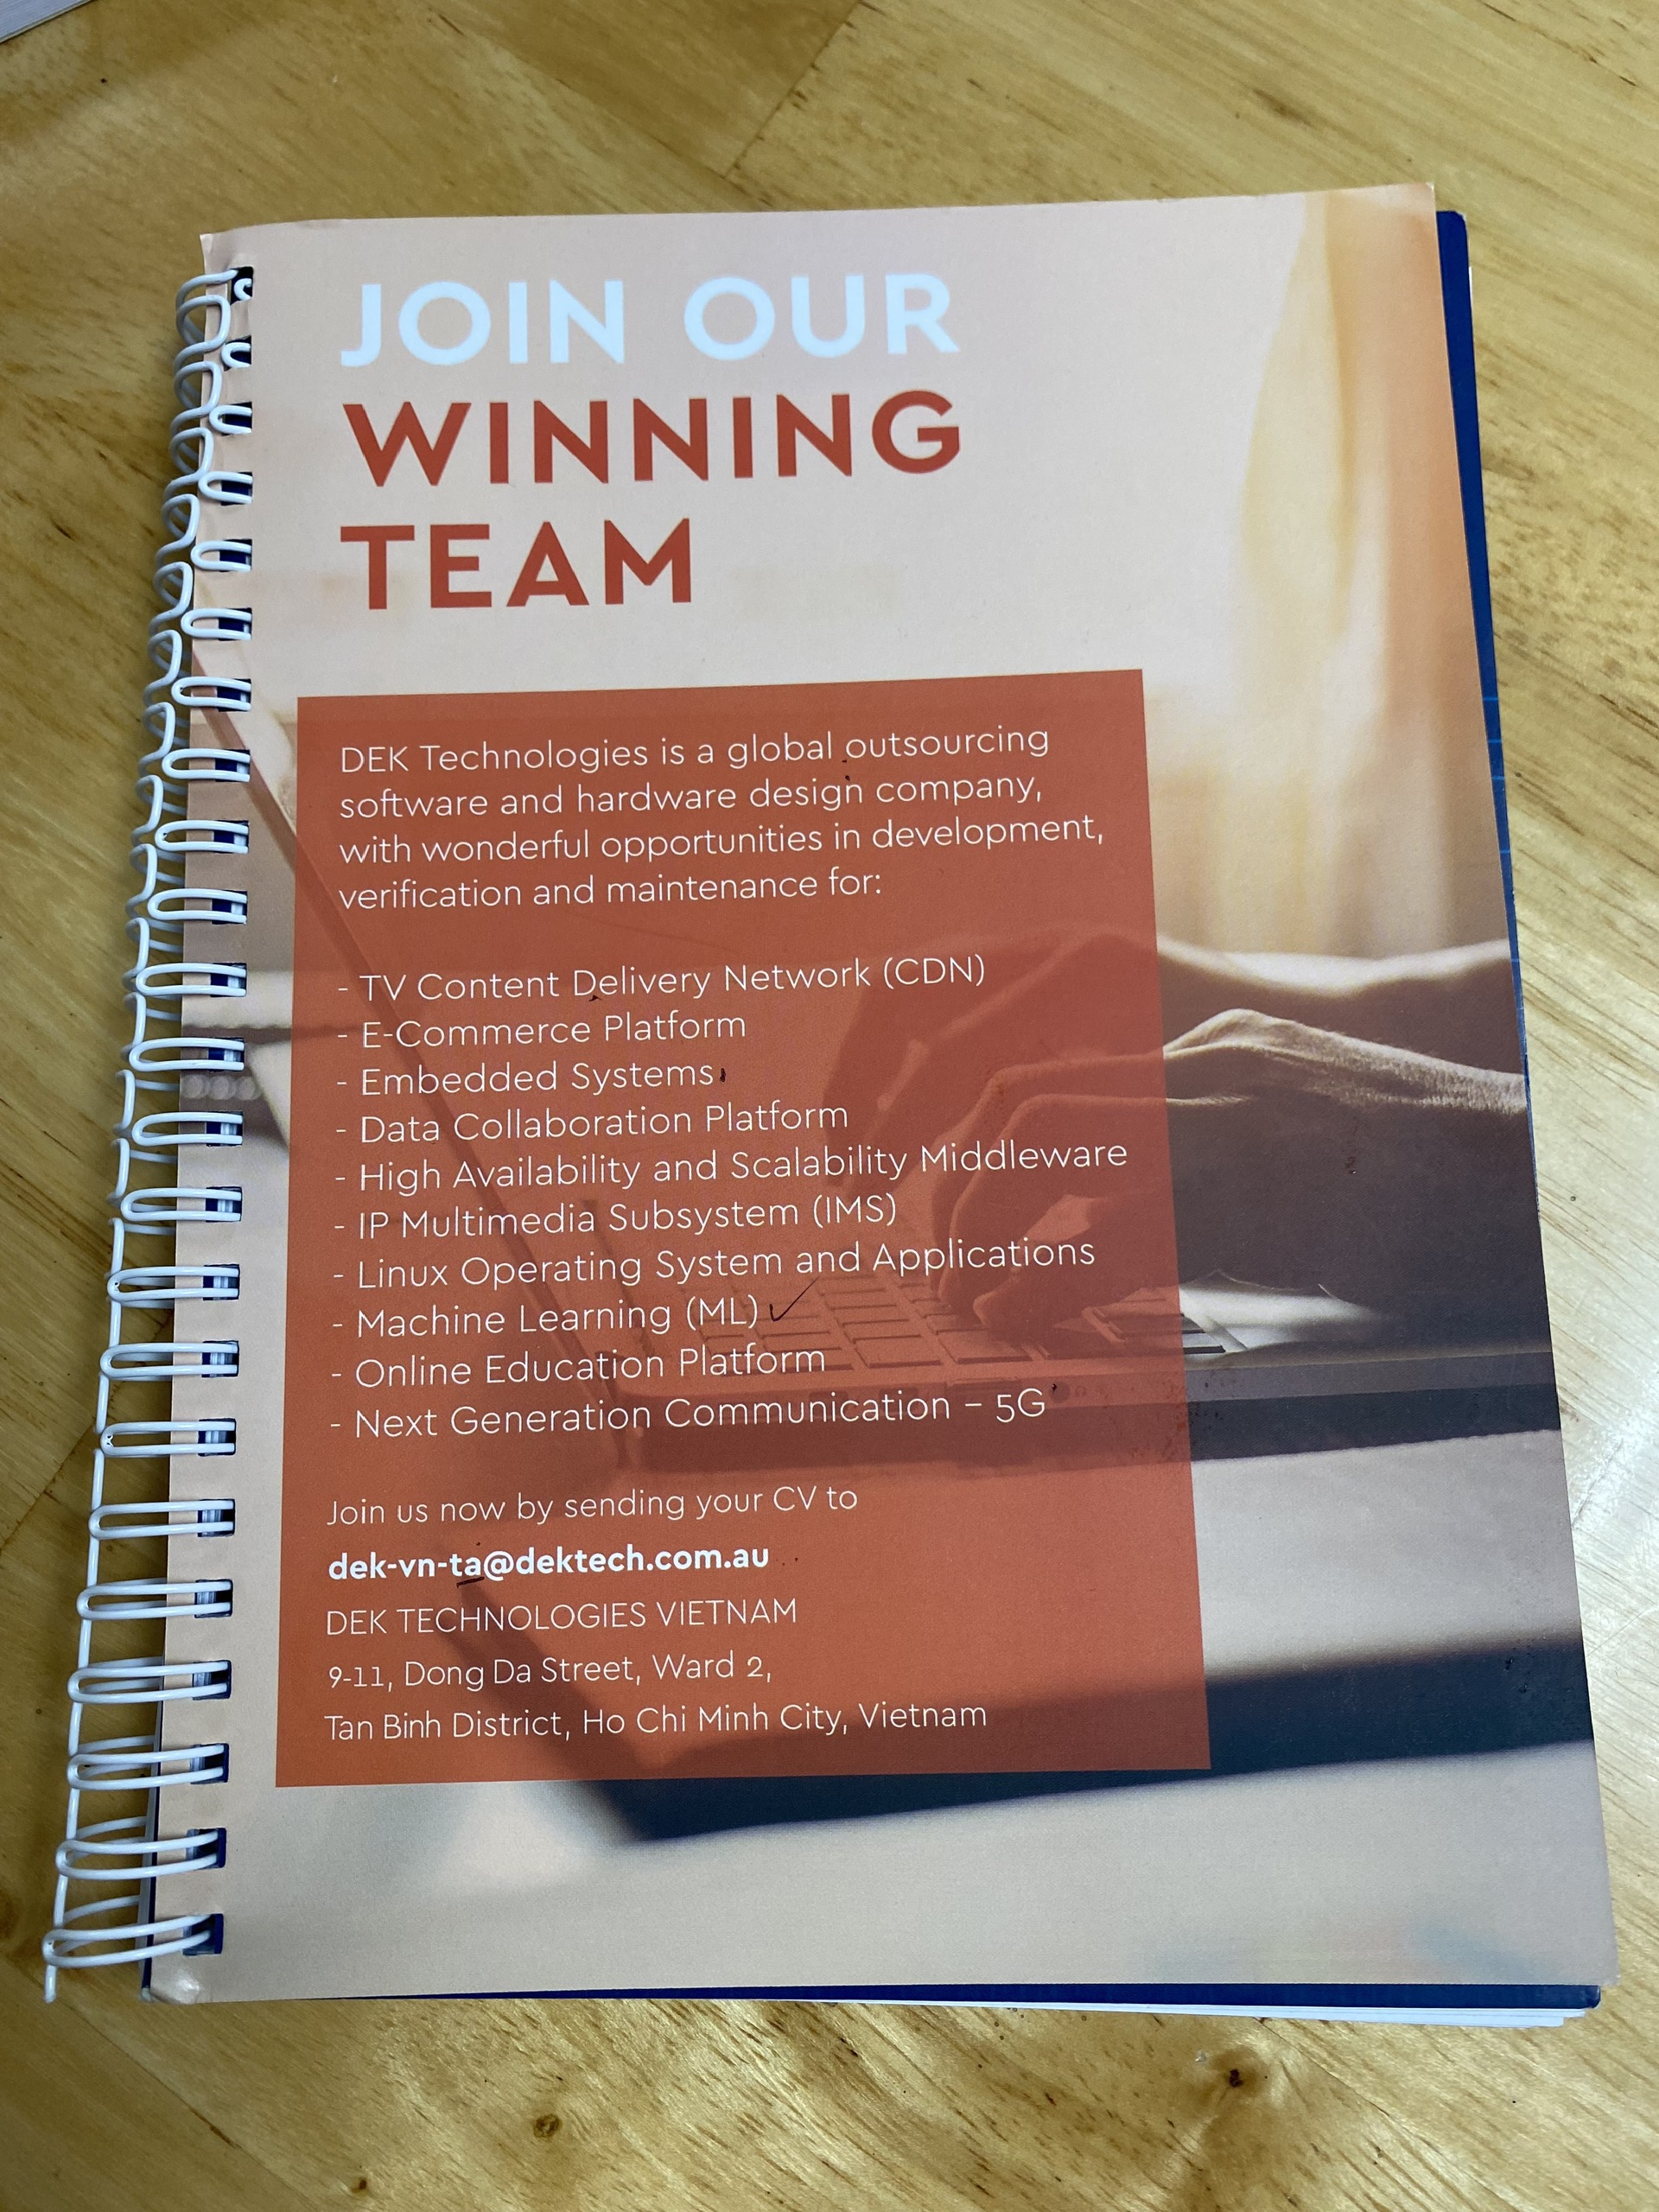 JOIN OUR
WINNING
TEAM
DEK Technologies is a global outsourcing
software and hardware design company,
with wonderful opportunities in development,
verification and maintenance for:
- TV Content Delivery Network (CDN)
- E-Commerce Platform
- Embedded Systems
- Data Collaboration Platform
- High Availability and Scalability Middleware
- IP Multimedia Subsystem (IMS)
- Linux Operating System and Applications
- Machine Learning (ML)
- Online Education Platform
- Next Generation Communication – 5G
Join us now by sending your CV to
dek-vn-ta@dektech.com.au
DEK TECHNOLOGIES VIETNAM
9-11, Dong Da Street, Ward 2,
Tan Binh District, Ho Chi Minh City, Vietnam